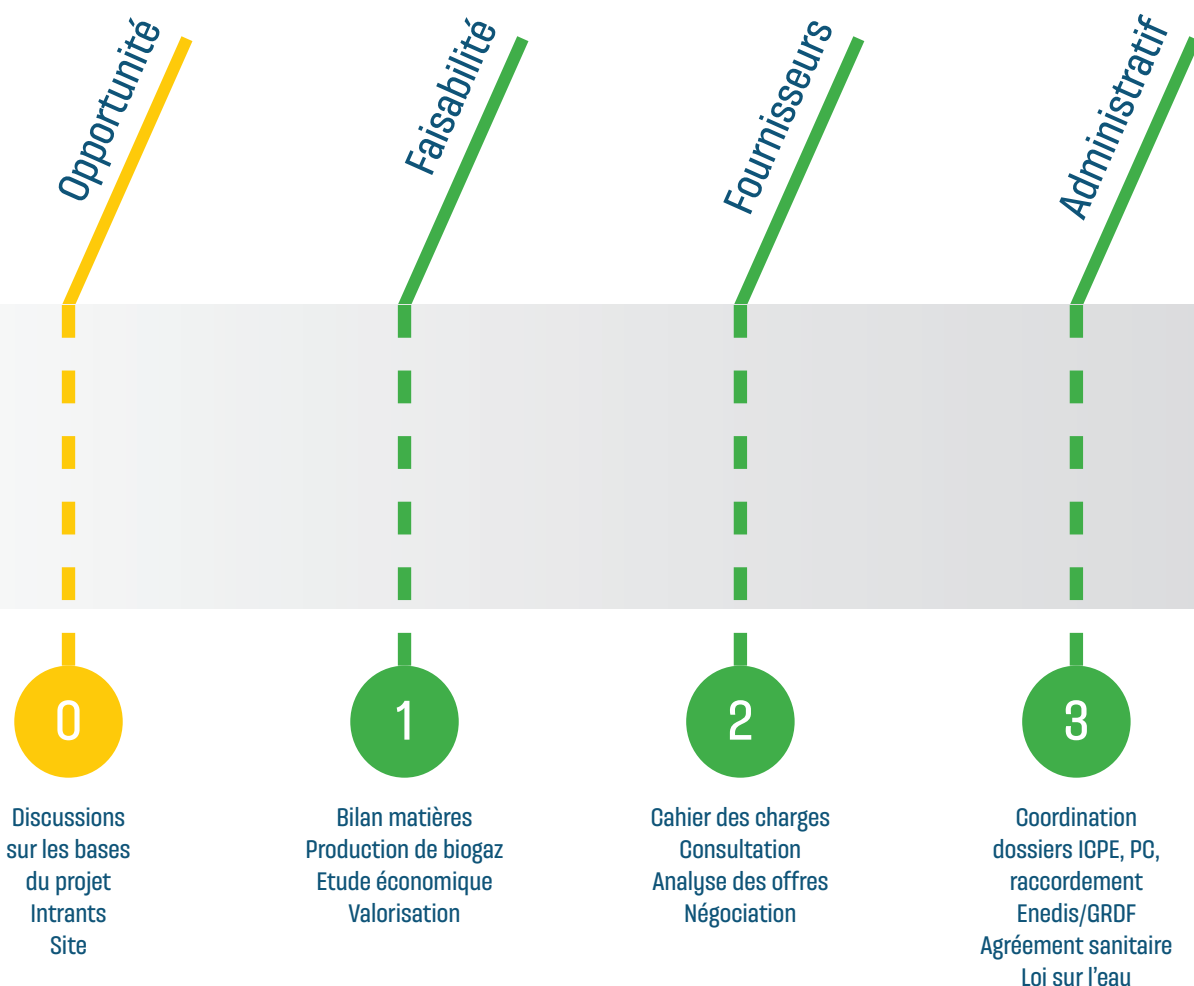 Opportunité
Faisabilité
Fournisseurs
Administratif
0
Discussions
sur les bases
du projet
Intrants
Site
1
Bilan matières
Production de biogaz
Etude économique
Valorisation
2
Cahier des charges
Consultation
Analyse des offres
Négociation
3
Coordination
dossiers ICPE, PC,
raccordement
Enedis/GRDF
Agréement sanitaire
Loi sur l’eau